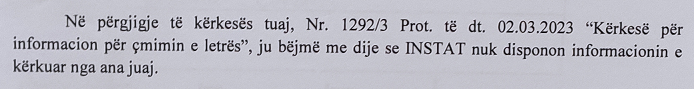 Në përgjigje të kërkesës tuaj, Nr. 1292/3 Prot. të dt. 02.03.2023 “Kërkesë për
informacion për çmimin e letrës”, ju bëjmë me dije se INSTAT nuk disponon informacionin e
kërkuar nga ana juaj.